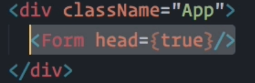 <div className="App">
<Form head={true}/>
</div>